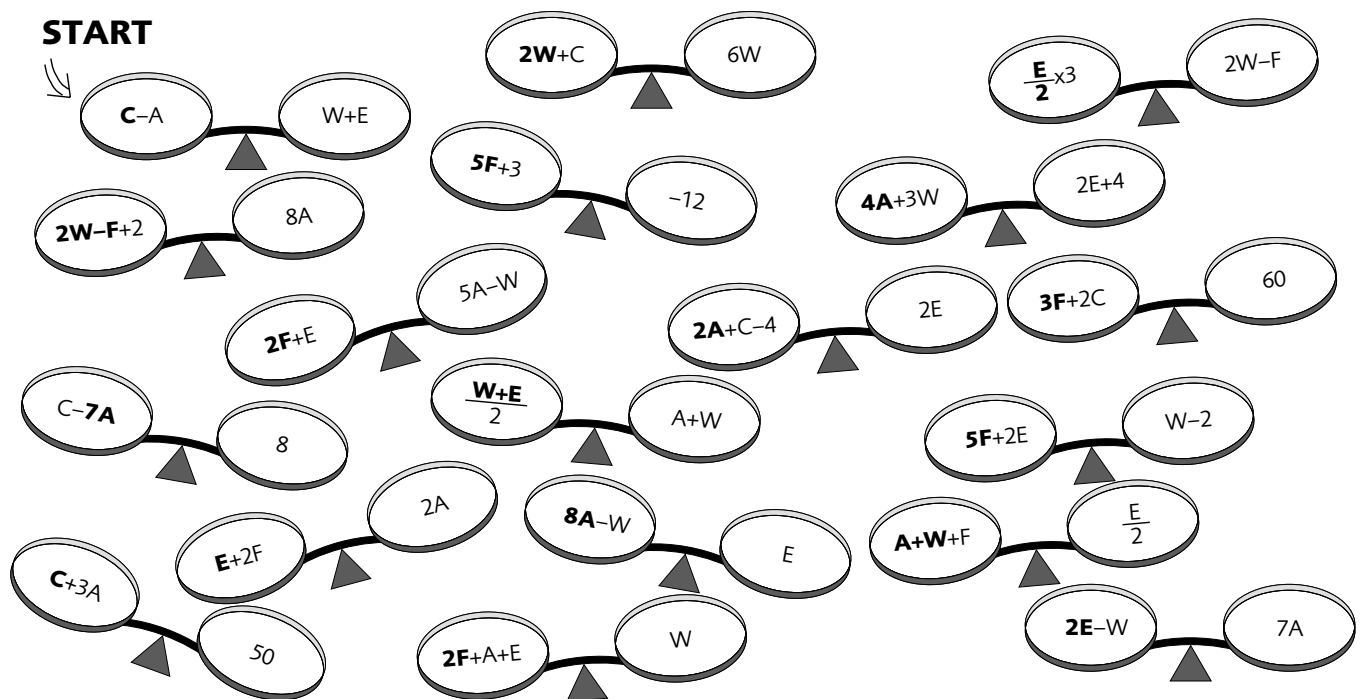 START
C–A W+E
2W+C 6W
E/2 x3 2W–F
5F+3 –12
4A+3W 2E+4
2W–F+2 8A
2F+E 5A–W
2A+C–4 2E
3F+2C 60
C–7A 8
W+E/2 A+W
5F+2E W–2
E+2F 2A
8A–W E
A+W+F E/2
C+3A 50
2F+A+E W
2E–W 7A